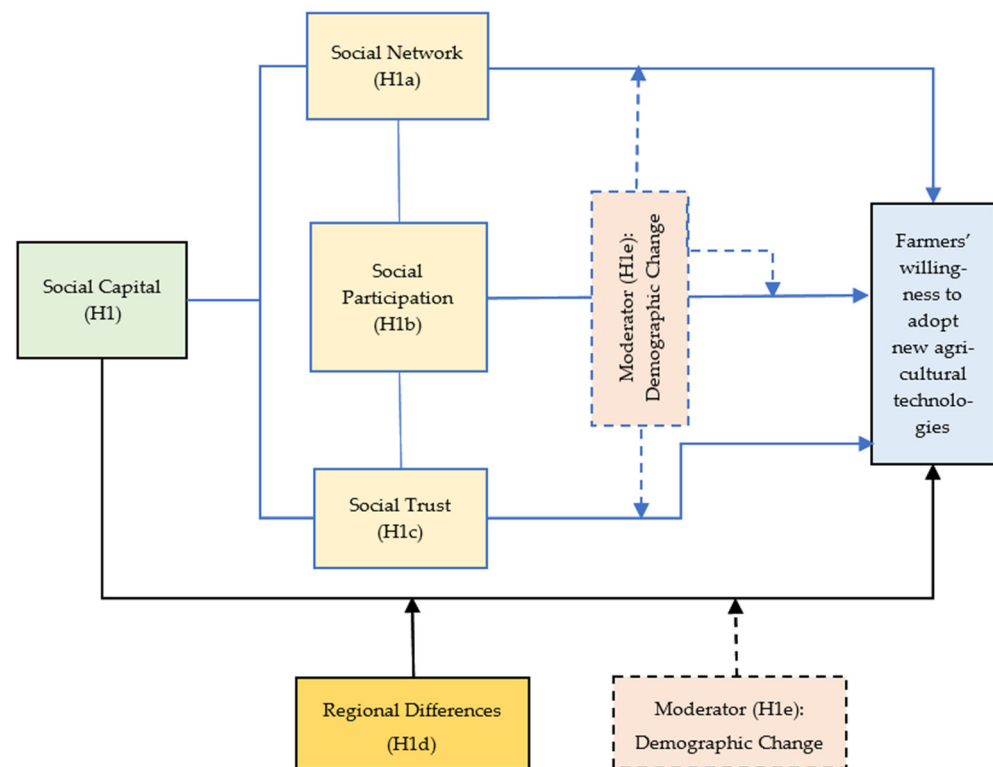 Social Network
(H1a)
Social Capital
(H1)
Social
Participation
(H1b)
Moderator (H1e):
Demographic Change
Farmers’
willing-
ness to
adopt
new agri-
cultural
technolo-
gies
Social Trust
(H1c)
Regional Differences
(H1d)
Moderator (H1e):
Demographic Change